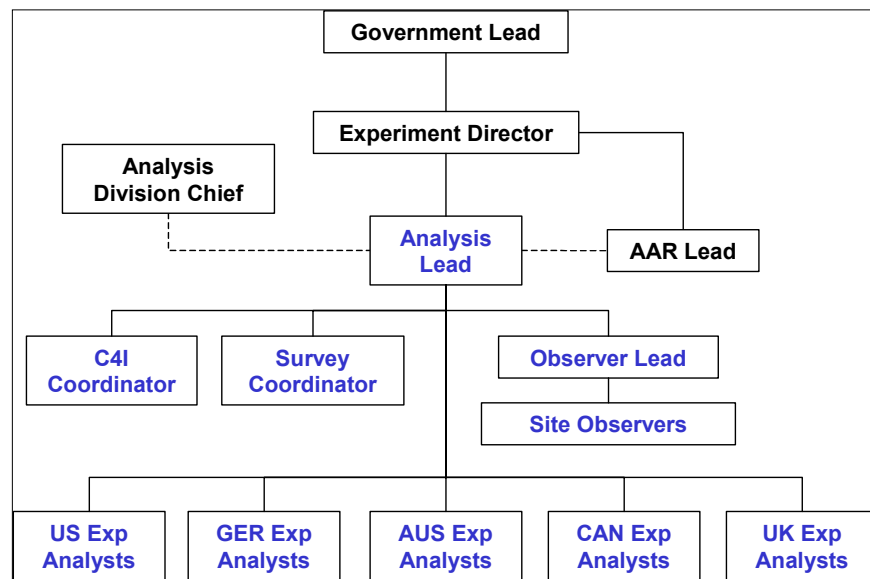 Government Lead
Experiment Director
Analysis
Division Chief
Analysis
Lead
AAR Lead
C4I
Coordinator
Survey
Coordinator
Observer Lead
Site Observers
US Exp
Analysts
GER Exp
Analysts
AUS Exp
Analysts
CAN Exp
Analysts
UK Exp
Analysts